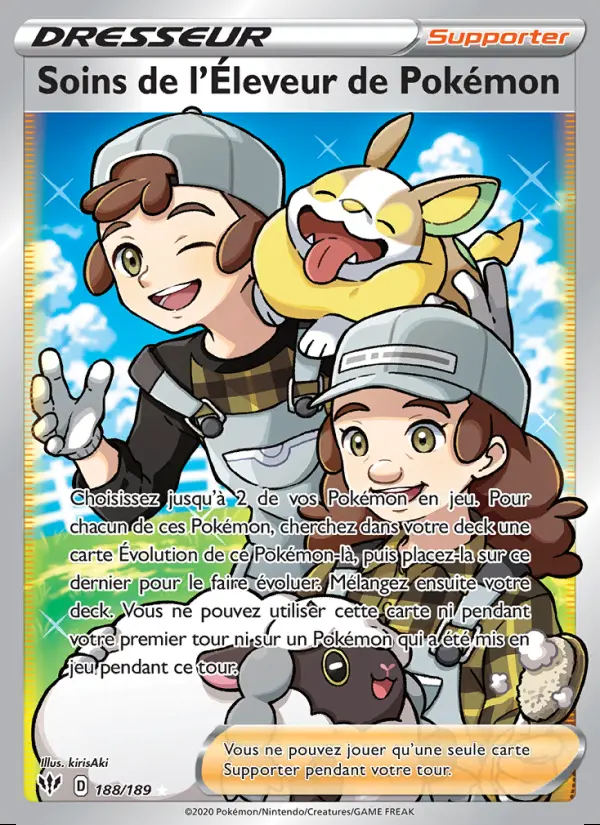 DRESSEUR
Supporter
Soins de l'Éleveur de Pokémon
Choisissez jusqu'à 2 de vos Pokémon en jeu. Pour
chacun de ces Pokémon, cherchez dans votre deck une
carte Évolution de ce Pokémon-là, puis placez-la sur ce
dernier pour le faire évoluer. Mélangez ensuite votre
deck. Vous ne pouvez utiliser cette carte ni pendant
votre premier tour ni sur un Pokémon qui a été mis en
jeu pendant ce tour.
Vous ne pouvez jouer qu'une seule carte
Supporter pendant votre tour.
Illus. kirisAki
D 188/189
©2020 Pokémon/Nintendo/Creatures/GAME FREAK